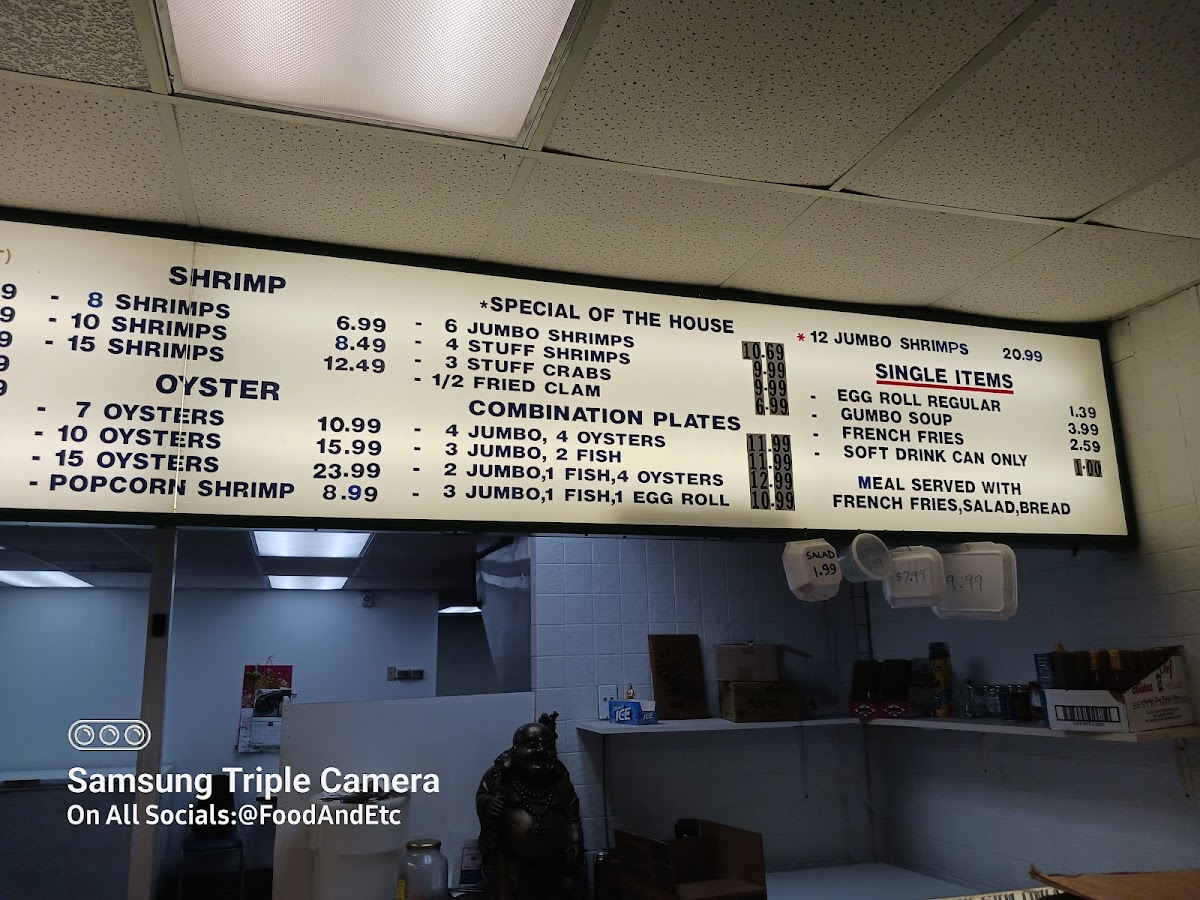 T)
SHRIMP
9 - 8 SHRIMPS 6.99
9 - 10 SHRIMPS 8.49
9 - 15 SHRIMPS 12.49
OYSTER
- 7 OYSTERS 10.99
- 10 OYSTERS 15.99
- 15 OYSTERS 23.99
- POPCORN SHRIMP 8.99
*SPECIAL OF THE HOUSE
- 6 JUMBO SHRIMPS 10.69
- 4 STUFF SHRIMPS 9.99
- 3 STUFF CRABS 9.99
- 1/2 FRIED CLAM 6.99
COMBINATION PLATES
- 4 JUMBO, 4 OYSTERS 11.99
- 3 JUMBO, 2 FISH 11.99
- 2 JUMBO,1 FISH,4 OYSTERS 12.99
- 3 JUMBO,1 FISH,1 EGG ROLL 10.99
* 12 JUMBO SHRIMPS 20.99
SINGLE ITEMS
- EGG ROLL REGULAR 1.39
- GUMBO SOUP 3.99
- FRENCH FRIES 2.59
- SOFT DRINK CAN ONLY 1.00
MEAL SERVED WITH
FRENCH FRIES,SALAD,BREAD
SALAD
1.99
$7.99
9.99
ICE
ICE
Samsung Triple Camera
On All Socials:@FoodAndEtc